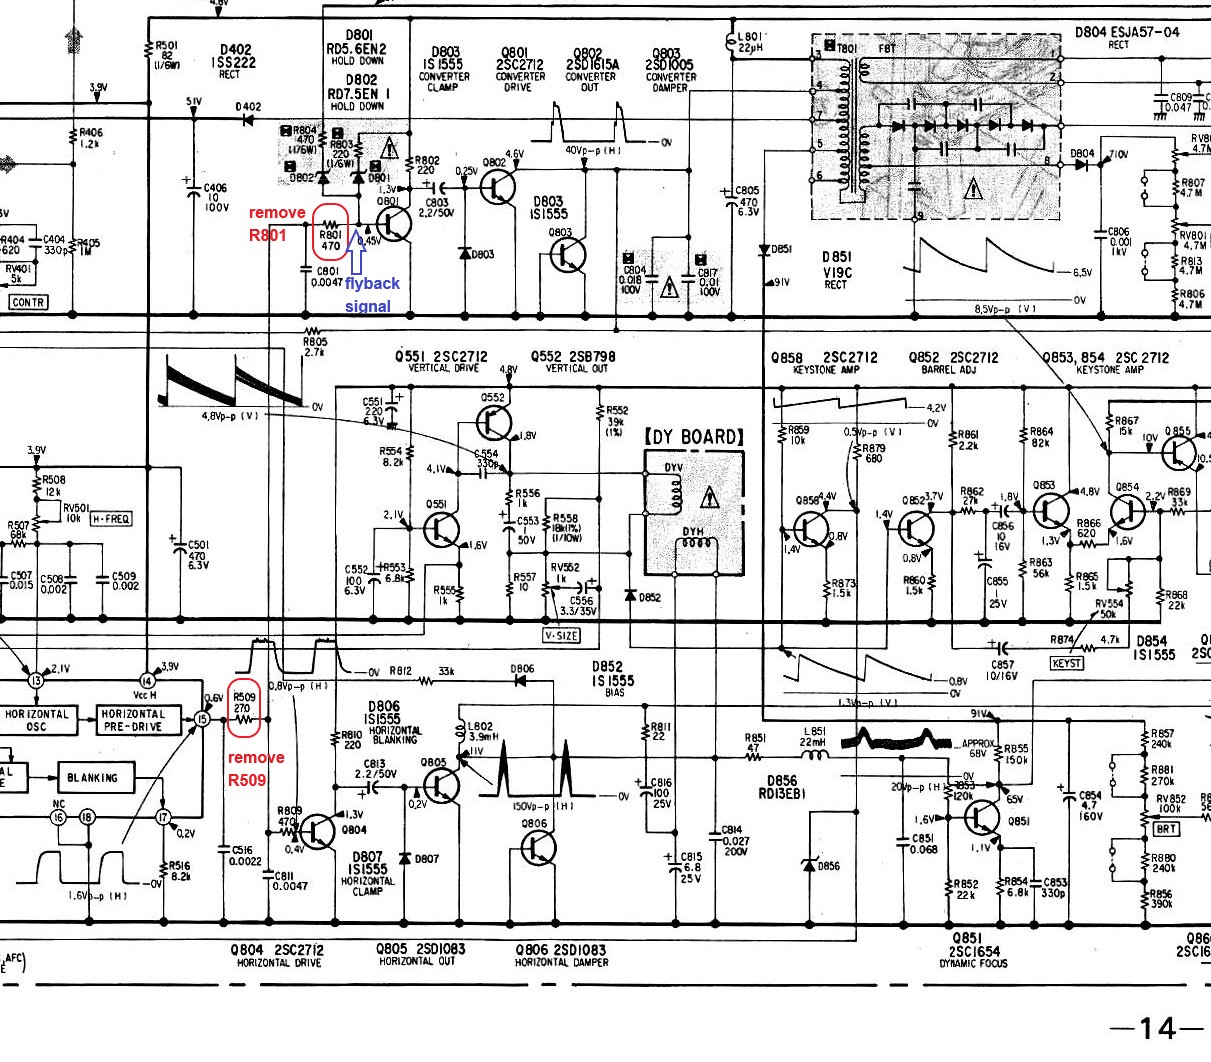 4.8V
R501
82
(1/6W)
D402
1SS222
RECT
D801
RD5.6EN2
HOLD DOWN
D802
RD7.5EN 1
HOLD DOWN
D803
1S1555
CONVERTER
CLAMP
Q801
2SC2712
CONVERTER
DRIVE
Q802
2SD1615A
CONVERTER
OUT
Q803
2SD1005
CONVERTER
DAMPER
L801
22μH
T801
FBT
D804 ESJA57-04
RECT
3
4
7
5
6
1
2
8
9
3.9V
51V
D402
R406
1.2k
C406
10
100V
R804
470
(1/6W)
R803
220
(1/6W)
D802
D801
R802
220
1.3V
C803
2.2/50V
0.25V
Q802
4.6V
40Vp-p (H)
0V
Q801
0.45V
D803
D803
1S1555
Q803
C804
0.018
100V
C817
0.01
100V
C805
470
6.3V
D851
91V
D851
V19C
RECT
6.5V
0V
8.5Vp-p (V)
D804
710V
C809
0.047
C806
0.001
1kV
4.7M
R807
4.7M
RV801
4.7M
R813
4.7M
R806
4.7M
remove
R801
R801
470
flyback
signal
C801
0.0047
R404
620
C404
330p
R405
1M
RV401
5k
CONTR
R805
2.7k
4.8Vp-p (V)
0V
Q551 2SC2712
VERTICAL DRIVE
Q552 2SB798
VERTICAL OUT
4.8V
C551
220
6.3V
Q552
1.8V
R554
8.2k
C554
330p
4.1V
R552
39k
(1%)
Q551
2.1V
1.6V
R556
1k
C553
1
50V
R558
18k(1%)
(1/10W)
C552
100
6.3V
R553
6.8k
R555
1k
R557
10
RV552
1k
C556
3.3/35V
V-SIZE
D852
[DY BOARD]
DYV
DYH
Q858 2SC2712
KEYSTONE AMP
Q852 2SC2712
BARREL ADJ
Q853, 854 2SC 2712
KEYSTONE AMP
4.2V
0V
0.5Vp-p (V)
R859
10k
R879
680
R861
2.2k
R864
82k
R867
15k
Q855
10V
Q858
4.4V
0.8V
1.4V
Q852
3.7V
1.4V
0.8V
R862
27k
1.8V
C856
10
16V
Q853
4.8V
1.3V
Q854
2.2V
1.6V
R869
33k
R866
620
R873
1.5k
R860
1.5k
C855
1
25V
R863
56k
R865
1.5k
RV554
50k
R868
22k
KEYST
R874
4.7k
C857
10/16V
D854
1S1555
0.8V
0V
1.3Vp-p (V)
3.9V
R508
12k
RV501
10k
H-FREQ
R507
68k
C507
0.015
C508
0.002
C509
0.002
C501
470
6.3V
13
2.1V
14
3.9V
Vcc H
15
0.6V
HORIZONTAL
OSC
HORIZONTAL
PRE-DRIVE
BLANKING
NC
16
18
17
0.2V
R516
8.2k
1.6Vp-p (H)
0V
R509
270
remove
R509
C516
0.0022
C811
0.0047
0.8Vp-p (H)
0V
R812
33k
D806
D852
1S1555
BIAS
D806
1S1555
HORIZONTAL
BLANKING
R810
220
C813
2.2/50V
L802
3.9mH
11V
Q805
0.2V
R809
470
0.4V
Q804
1.3V
D807
1S1555
HORIZONTAL
CLAMP
D807
150Vp-p (H)
0V
Q806
R811
22
C816
100
25V
C815
6.8
25V
C814
0.027
200V
R851
47
L851
22mH
D856
RD13EB1
D856
20Vp-p (H)
0V
APPROX.
68V
91V
R855
150k
R853
120k
65V
1.6V
Q851
1.1V
C851
0.068
R852
22k
R854
6.8k
C853
330p
C854
4.7
160V
R857
240k
R881
270k
RV852
100k
BRT
R880
240k
R856
390k
Q804 2SC2712
HORIZONTAL DRIVE
Q805 2SD1083
HORIZONTAL OUT
Q806 2SD1083
HORIZONTAL DAMPER
Q851
2SC1654
DYNAMIC FOCUS
, AFC)
—14—